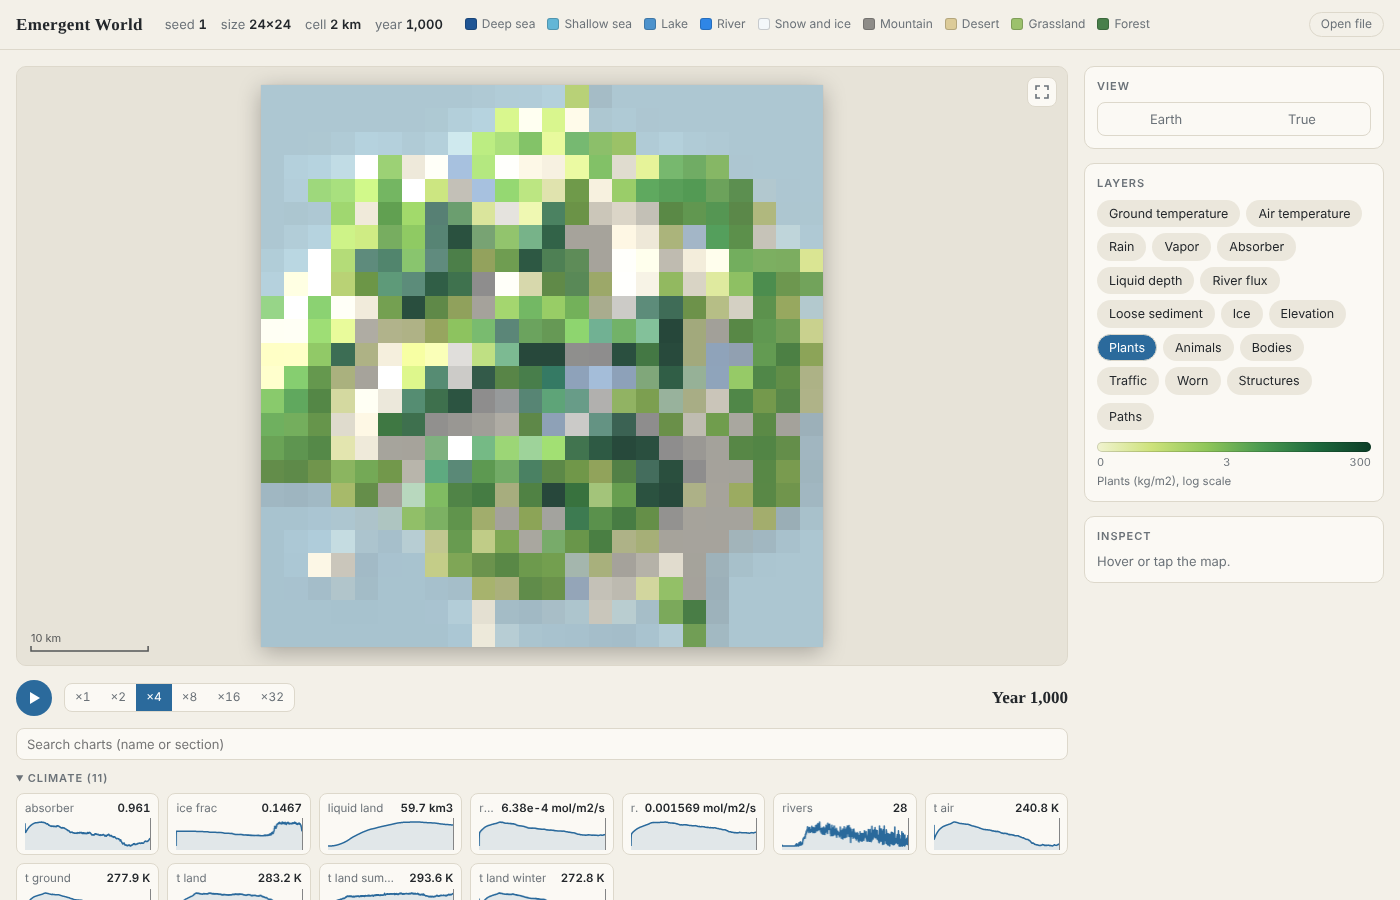 Emergent World seed 1 size 24×24 cell 2 km year 1,000 Deep sea Shallow sea Lake River Snow and ice Mountain Desert Grassland Forest Open file
VIEW
Earth True
LAYERS
Ground temperature Air temperature
Rain Vapor Absorber
Liquid depth River flux
Loose sediment Ice Elevation
Plants Animals Bodies
Traffic Worn Structures
Paths
0 3 300
Plants (kg/m2), log scale
INSPECT
Hover or tap the map.
10 km
×1 ×2 ×4 ×8 ×16 ×32 Year 1,000
Search charts (name or section)
▼ CLIMATE (11)
absorber 0.961 ice frac 0.1467 liquid land 59.7 km3 r... 6.38e-4 mol/m2/s r. 0.001569 mol/m2/s rivers 28 t air 240.8 K
t ground 277.9 K t land 283.2 K t land sum... 293.6 K t land winter 272.8 K